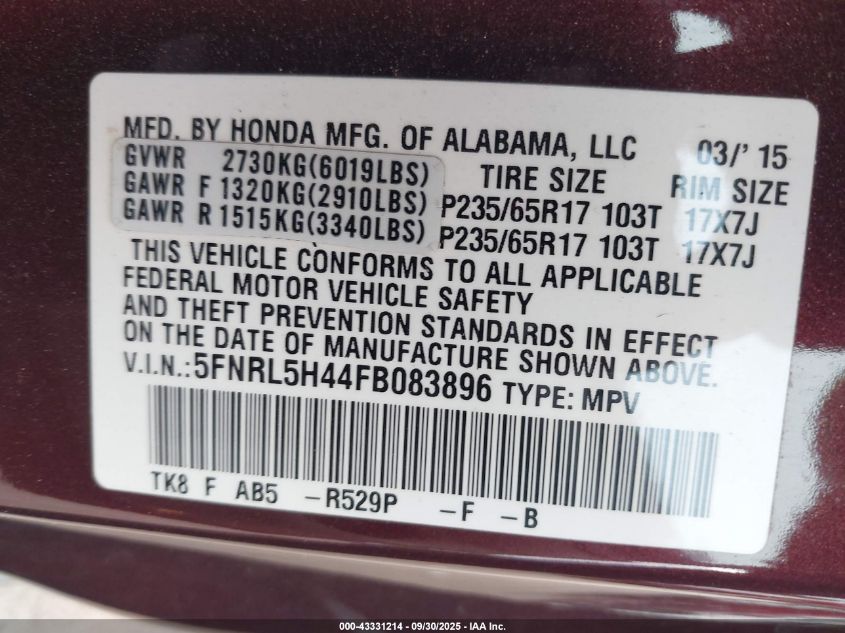 MFD. BY HONDA MFG. OF ALABAMA, LLC 03/' 15
GVWR 2730KG(6019LBS) TIRE SIZE RIM SIZE
GAWR F 1320KG(2910LBS) P235/65R17 103T 17X7J
GAWR R 1515KG(3340LBS) P235/65R17 103T 17X7J
THIS VEHICLE CONFORMS TO ALL APPLICABLE
FEDERAL MOTOR VEHICLE SAFETY
AND THEFT PREVENTION STANDARDS IN EFFECT
ON THE DATE OF MANUFACTURE SHOWN ABOVE.
V.I.N.:5FNRL5H44FB083896 TYPE: MPV
TK8 F AB5 -R529P -F -B
000-43331214 - 09/30/2025 - IAA Inc.